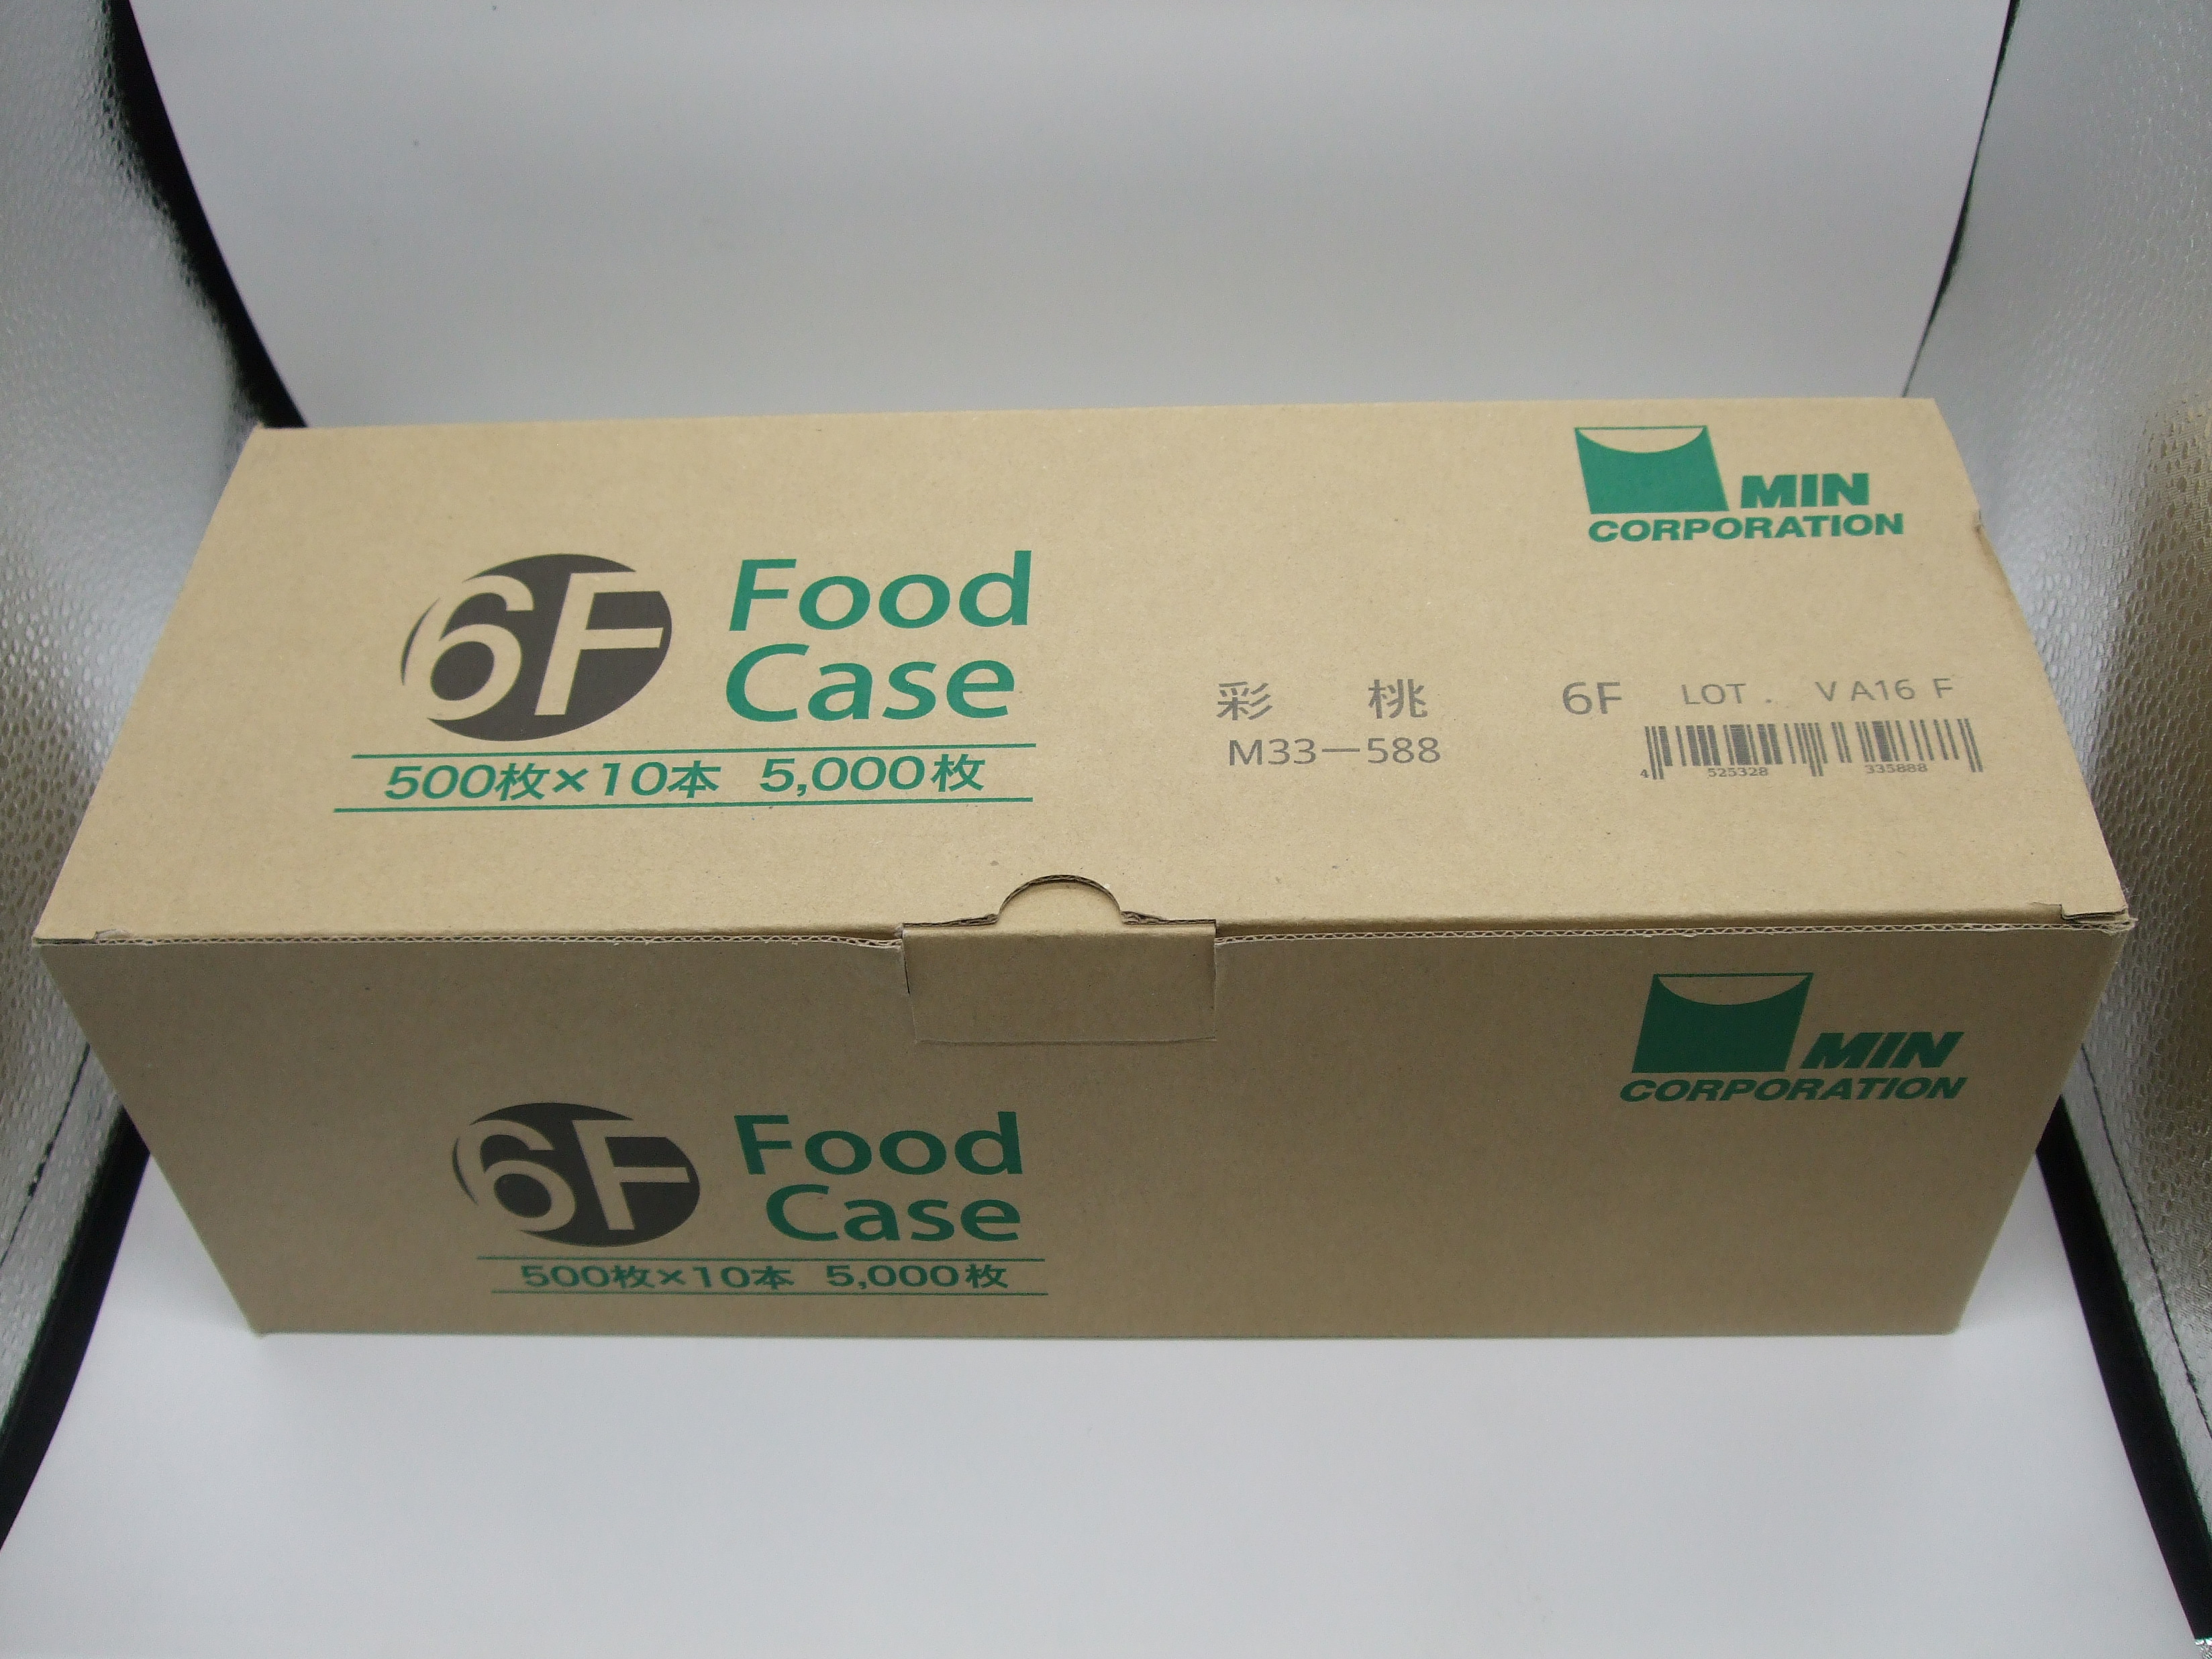 MIN
CORPORATION
6F
Food
Case
500枚×10本 5,000枚
彩 桃 6F LOT. VA16 F
M33-588
4 525328 335888
MIN
CORPORATION
6F
Food
Case
500枚×10本 5,000枚